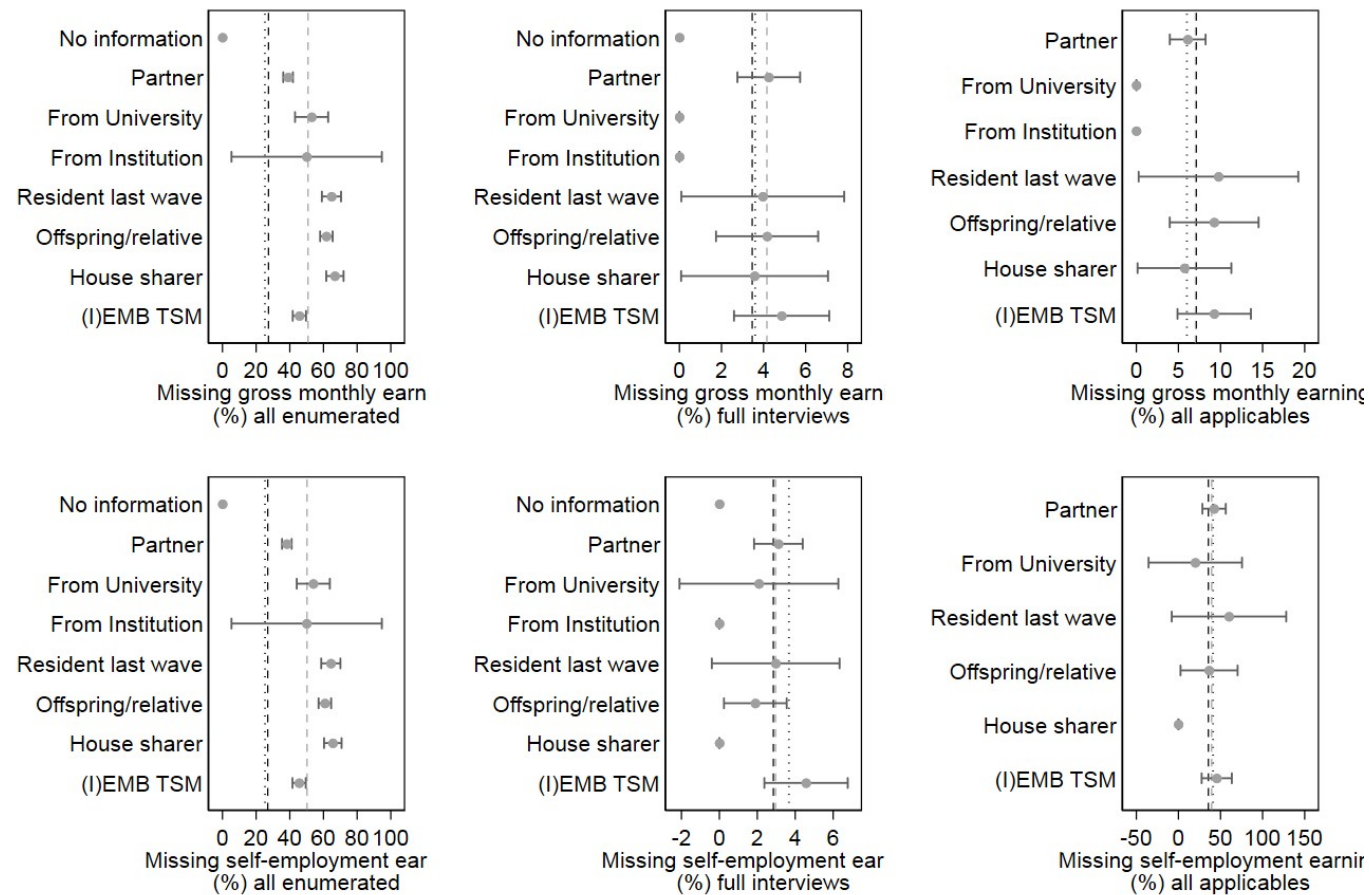 No information
Partner
From University
From Institution
Resident last wave
Offspring/relative
House sharer
(I)EMB TSM
0 20 40 60 80 100
Missing gross monthly earn
(%) all enumerated
No information
Partner
From University
From Institution
Resident last wave
Offspring/relative
House sharer
(I)EMB TSM
0 2 4 6 8
Missing gross monthly earn
(%) full interviews
Partner
From University
From Institution
Resident last wave
Offspring/relative
House sharer
(I)EMB TSM
0 5 10 15 20
Missing gross monthly earning
(%) all applicables
No information
Partner
From University
From Institution
Resident last wave
Offspring/relative
House sharer
(I)EMB TSM
0 20 40 60 80 100
Missing self-employment ear
(%) all enumerated
No information
Partner
From University
From Institution
Resident last wave
Offspring/relative
House sharer
(I)EMB TSM
-2 0 2 4 6
Missing self-employment ear
(%) full interviews
Partner
From University
Resident last wave
Offspring/relative
House sharer
(I)EMB TSM
-50 0 50 100 150
Missing self-employment earnin
(%) all applicables